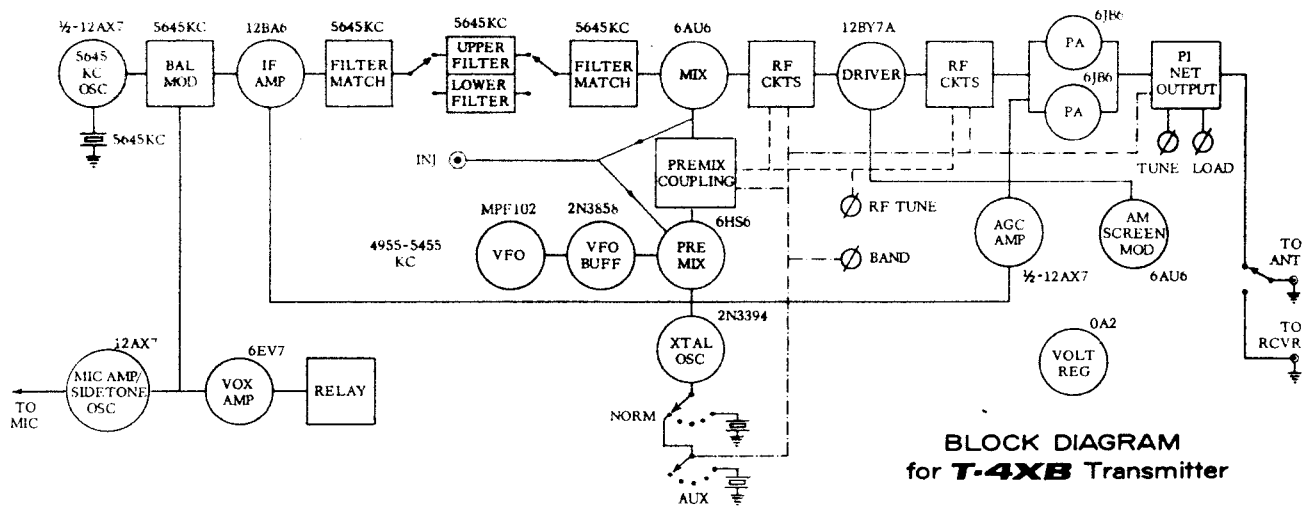 ½-12AX7
5645KC
12BA6
5645KC
5645KC
5645KC
6AU6
12BY7A
6JB6
5645
KC
OSC
BAL
MOD
IF
AMP
FILTER
MATCH
UPPER
FILTER
LOWER
FILTER
FILTER
MATCH
MIX
RF
CKTS
DRIVER
RF
CKTS
PA
6JB6
PA
PI
NET
OUTPUT
5645KC
TUNE
LOAD
INJ
PREMIX
COUPLING
RF TUNE
MPF102
2N3858
6HS6
4955-5455
KC
VFO
VFO
BUFF
PRE
MIX
BAND
AGC
AMP
½-12AX7
AM
SCREEN
MOD
6AU6
TO
ANT
TO
RCVR
2N3394
XTAL
OSC
0A2
VOLT
REG
12AX7
MIC AMP/
SIDETONE
OSC
6EV7
VOX
AMP
RELAY
TO
MIC
NORM
AUX
BLOCK DIAGRAM
for T-4XB Transmitter